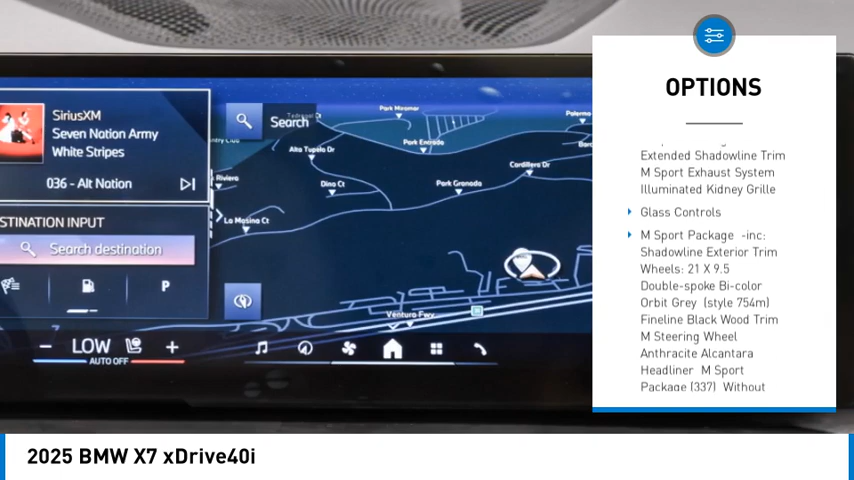 SiriusXM
Seven Nation Army
White Stripes
036 - Alt Nation
STINATION INPUT
Search destination
P
Search
Park Miramar
Palermo
Park Entrada
Alta Tupelo Dr
Riviera
Dina Ct
Park Granada
Cordillera Dr
La Masina Ct
Ventura Fwy
LOW
AUTO OFF
OPTIONS
Extended Shadowline Trim
M Sport Exhaust System
Illuminated Kidney Grille
Glass Controls
M Sport Package -inc:
Shadowline Exterior Trim
Wheels: 21 X 9.5
Double-spoke Bi-color
Orbit Grey (style 754m)
Fineline Black Wood Trim
M Steering Wheel
Anthracite Alcantara
Headliner M Sport
Package (337) Without
2025 BMW X7 xDrive40i